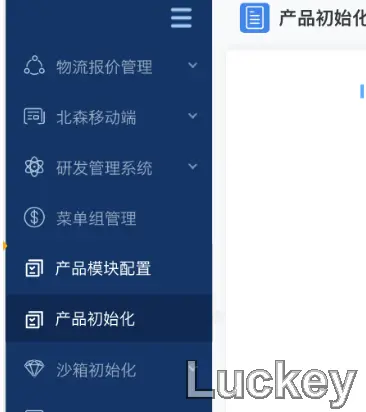 产品初始化
物流报价管理
北森移动端
研发管理系统
菜单组管理
产品模块配置
产品初始化
沙箱初始化
Luckey